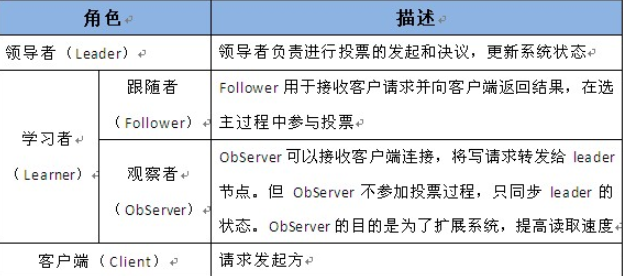 角色 描述
领导者（Leader） 领导者负责进行投票的发起和决议，更新系统状态
学习者
（Learner）
跟随者
（Follower）
Follower 用于接收客户请求并向客户端返回结果，在选
主过程中参与投票
观察者
（ObServer）
ObServer 可以接收客户端连接，将写请求转发给 leader
节点。但 ObServer 不参加投票过程，只同步 leader 的
状态。ObServer 的目的是为了扩展系统，提高读取速度
客户端（Client） 请求发起方